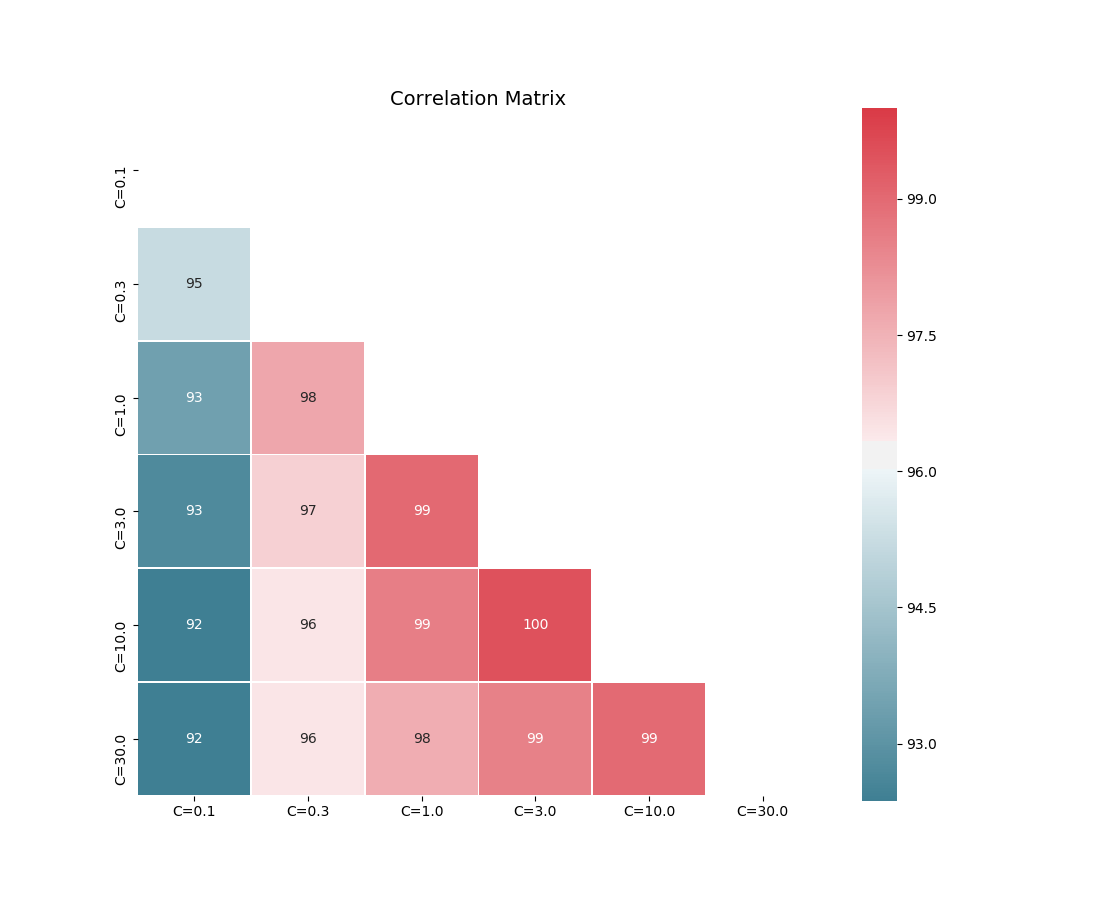 Correlation Matrix
C=0.1
C=0.3
C=1.0
C=3.0
C=10.0
C=30.0
95
93 98
93 97 99
92 96 99 100
92 96 98 99 99
C=0.1 C=0.3 C=1.0 C=3.0 C=10.0 C=30.0
99.0
97.5
96.0
94.5
93.0